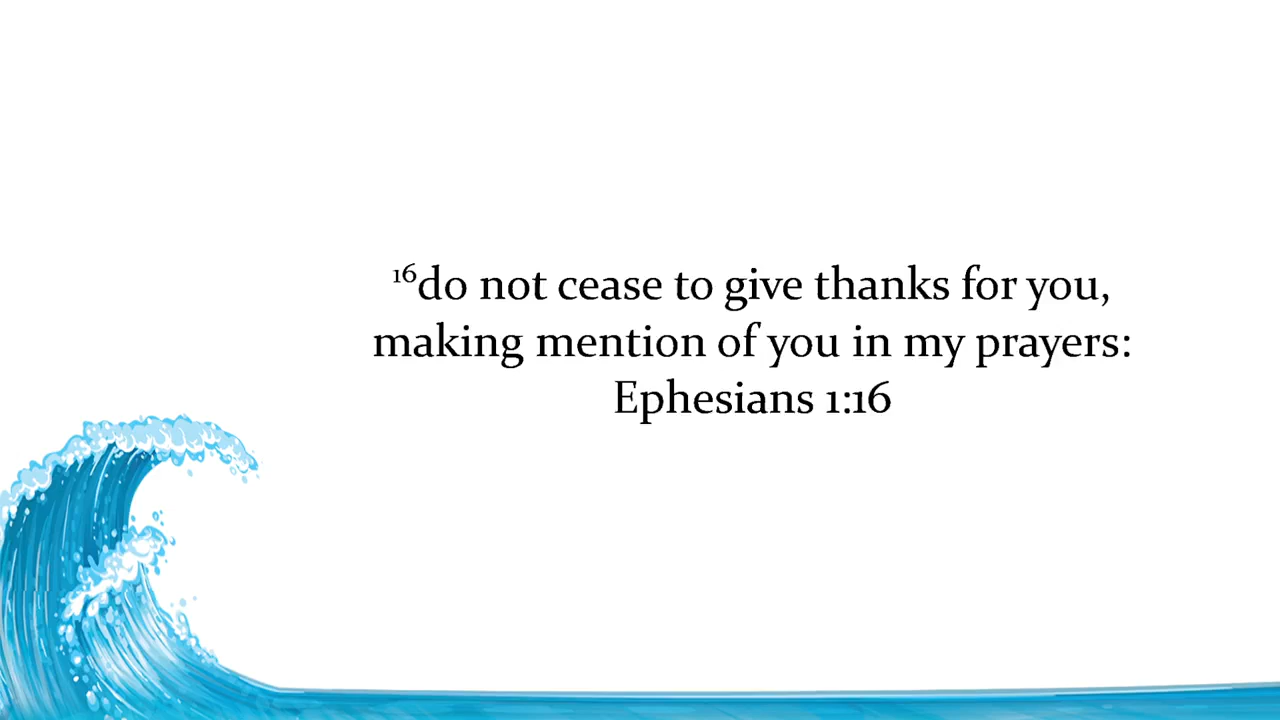 16do not cease to give thanks for you,
making mention of you in my prayers:
Ephesians 1:16